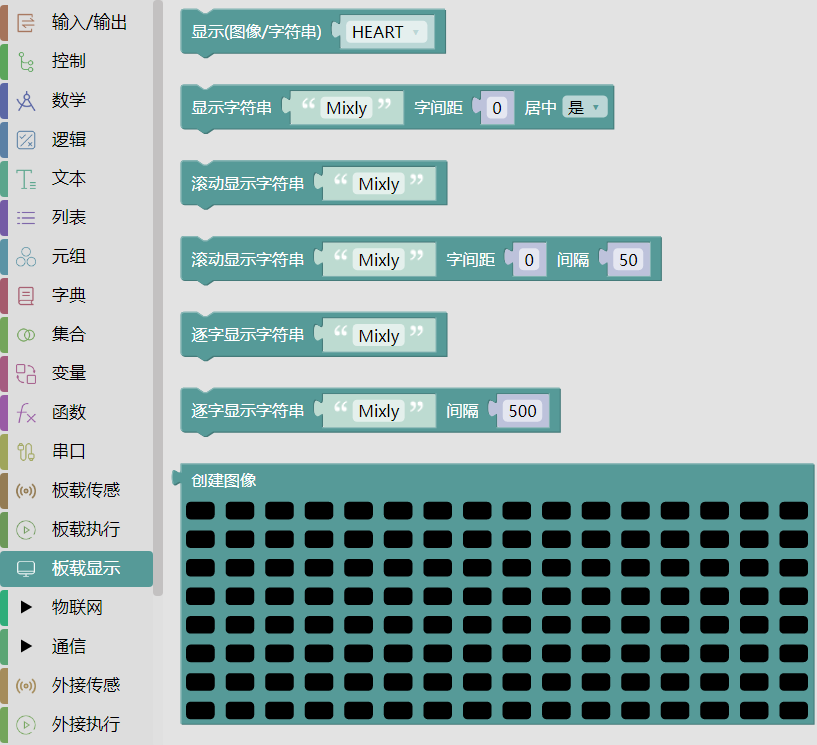 输入/输出
控制
数学
逻辑
文本
列表
元组
字典
集合
变量
函数
串口
板载传感
板载执行
板载显示
物联网
通信
外接传感
外接执行
显示(图像/字符串) HEART
显示字符串 “ Mixly ” 字间距 0 居中 是
滚动显示字符串 “ Mixly ”
滚动显示字符串 “ Mixly ” 字间距 0 间隔 50
逐字显示字符串 “ Mixly ”
逐字显示字符串 “ Mixly ” 间隔 500
创建图像